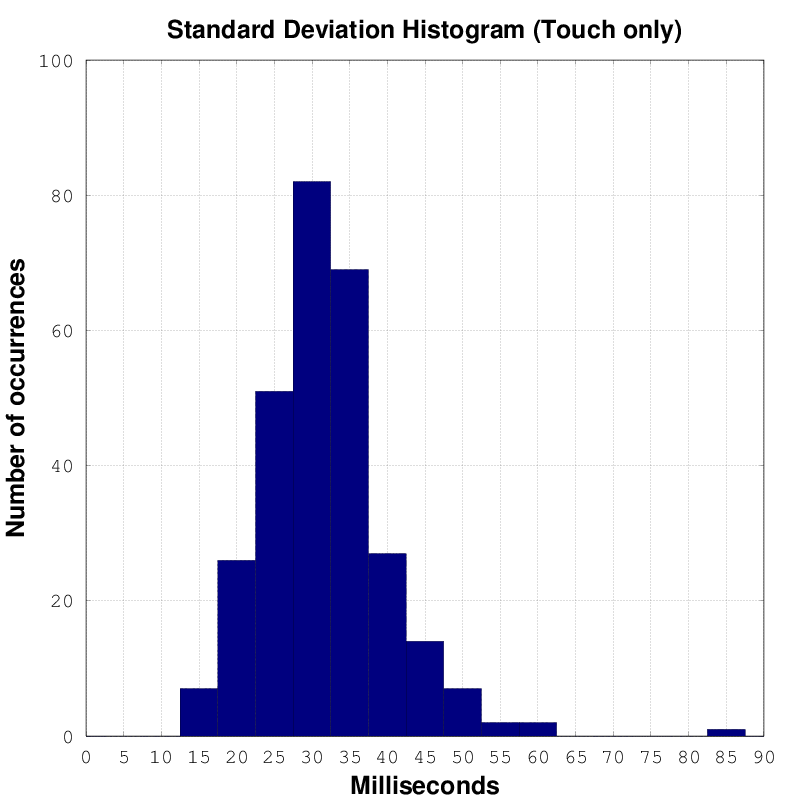 Standard Deviation Histogram (Touch only)
100
80
60
40
20
0
Number of occurrences
0 5 10 15 20 25 30 35 40 45 50 55 60 65 70 75 80 85 90
Milliseconds